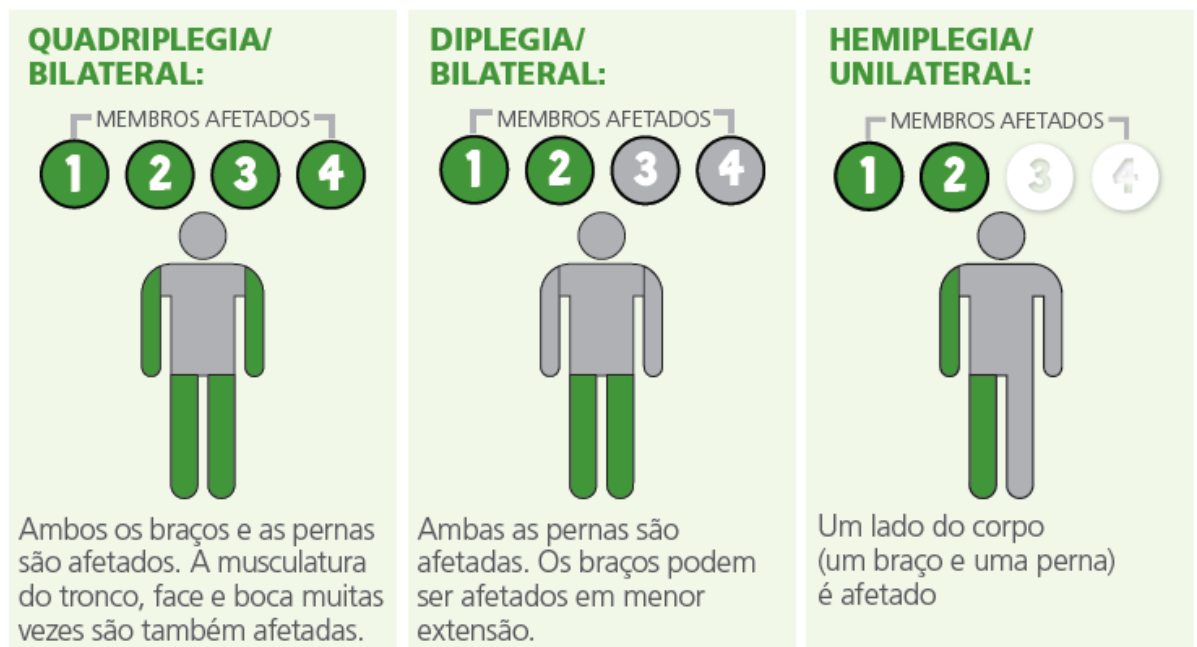 QUADRIPLEGIA/
BILATERAL:
MEMBROS AFETADOS
1 2 3 4
Ambos os braços e as pernas
são afetados. A musculatura
do tronco, face e boca muitas
vezes são também afetadas.
DIPLEGIA/
BILATERAL:
MEMBROS AFETADOS
1 2 3 4
Ambas as pernas são
afetadas. Os braços podem
ser afetados em menor
extensão.
HEMIPLEGIA/
UNILATERAL:
MEMBROS AFETADOS
1 2 3 4
Um lado do corpo
(um braço e uma perna)
é afetado